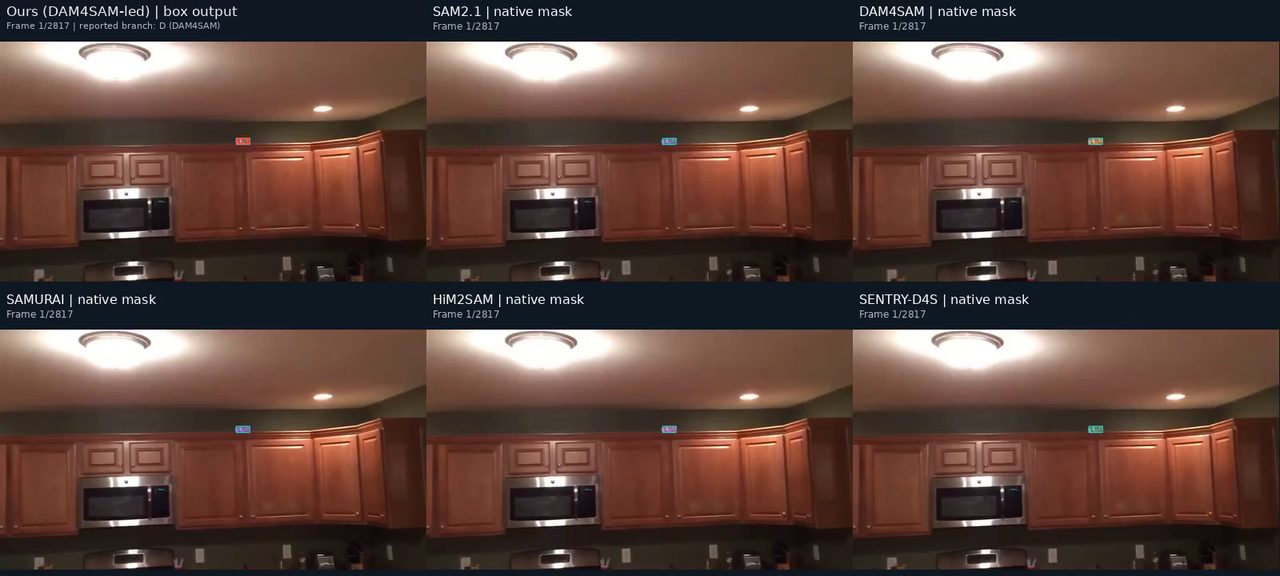 Ours (DAM4SAM-led) | box output
Frame 1/2817 | reported branch: D (DAM4SAM)
SAM2.1 | native mask
Frame 1/2817
DAM4SAM | native mask
Frame 1/2817
SAMURAI | native mask
Frame 1/2817
HiM2SAM | native mask
Frame 1/2817
SENTRY-D4S | native mask
Frame 1/2817